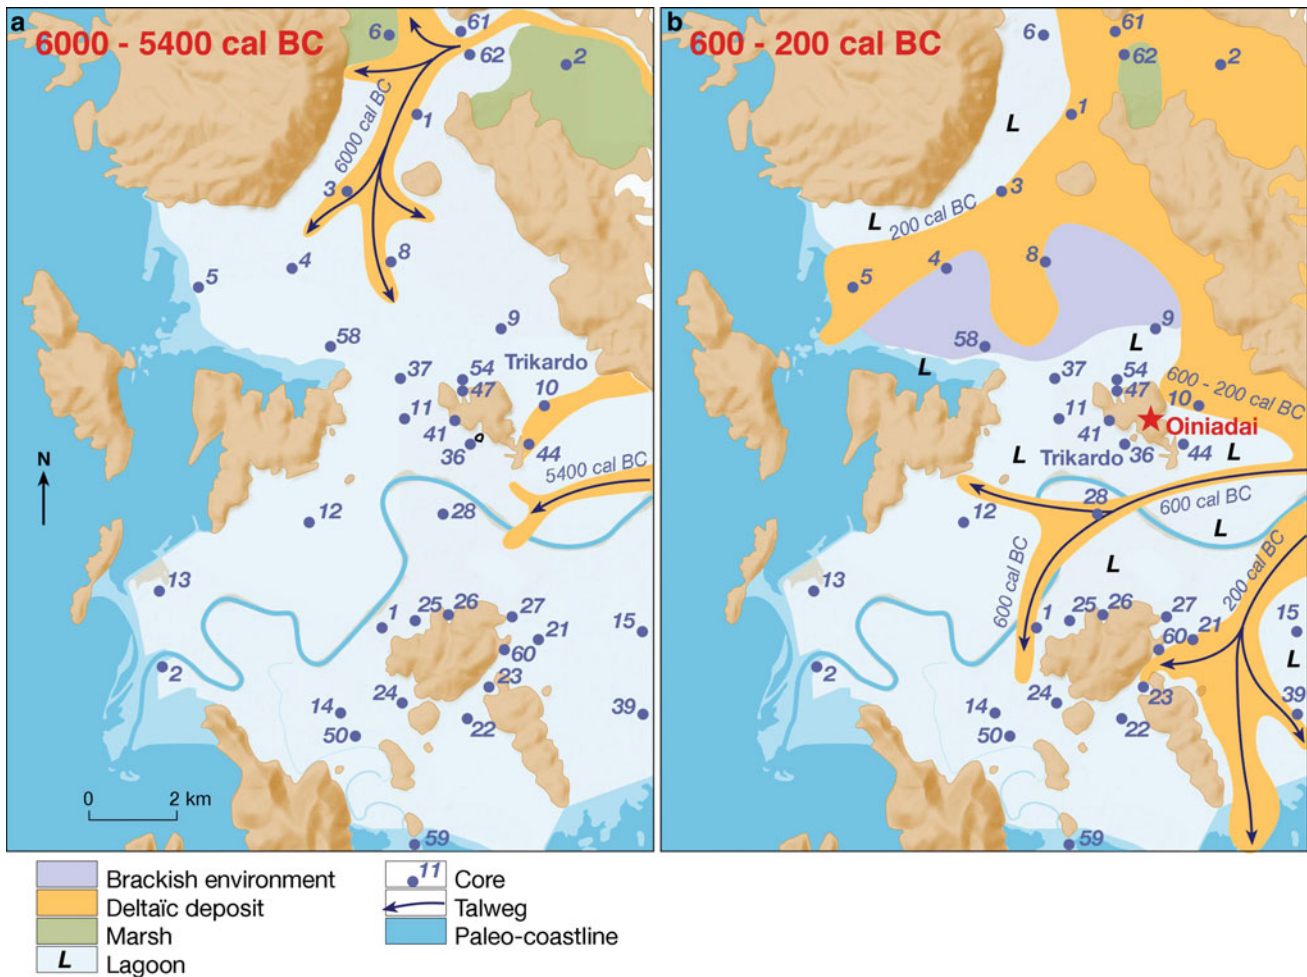 a
6000 - 5400 cal BC
6
61
62
2
1
6000 cal BC
3
8
4
5
9
58
37
54
Trikardo
47
10
11
41
36
44
5400 cal BC
N
12
28
13
1
25
26
27
21
15
60
2
23
24
14
22
39
50
0
2 km
59
b
600 - 200 cal BC
6
61
62
2
1
L
3
L
200 cal BC
4
8
5
9
L
58
L
37
54
47
600 - 200 cal BC
10
11
Oiniadai
41
36
44
L
Trikardo
L
28
600 cal BC
12
L
200 cal BC
13
L
600 cal BC
1
25
26
27
21
15
60
L
2
23
24
14
22
39
50
59
Brackish environment
Deltaïc deposit
Marsh
L Lagoon
11 Core
Talweg
Paleo-coastline